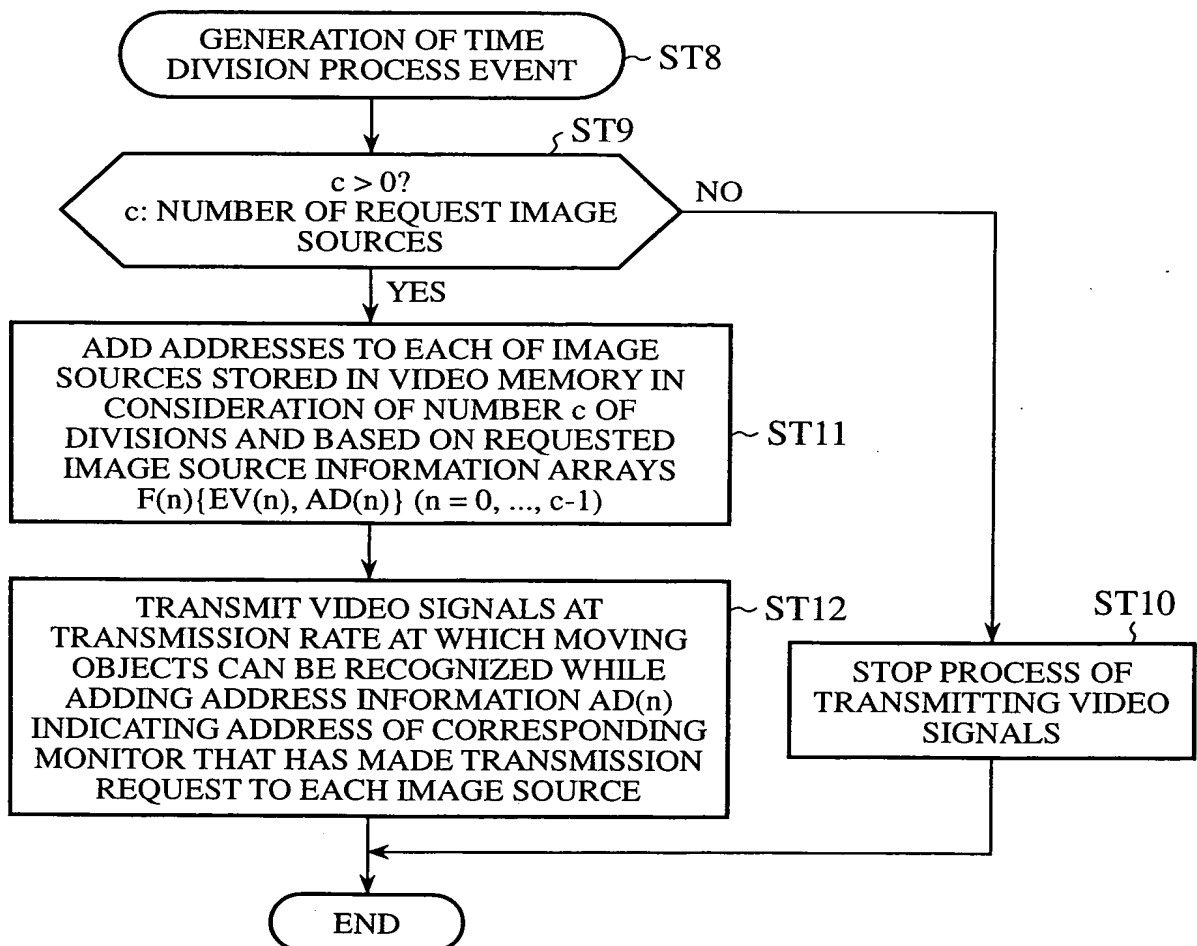 GENERATION OF TIME
DIVISION PROCESS EVENT
ST8
ST9
c > 0?
c: NUMBER OF REQUEST IMAGE
SOURCES
NO
YES
ADD ADDRESSES TO EACH OF IMAGE
SOURCES STORED IN VIDEO MEMORY IN
CONSIDERATION OF NUMBER c OF
DIVISIONS AND BASED ON REQUESTED
IMAGE SOURCE INFORMATION ARRAYS
F(n){EV(n), AD(n)} (n = 0, ..., c-1)
ST11
TRANSMIT VIDEO SIGNALS AT
TRANSMISSION RATE AT WHICH MOVING
OBJECTS CAN BE RECOGNIZED WHILE
ADDING ADDRESS INFORMATION AD(n)
INDICATING ADDRESS OF CORRESPONDING
MONITOR THAT HAS MADE TRANSMISSION
REQUEST TO EACH IMAGE SOURCE
ST12
ST10
STOP PROCESS OF
TRANSMITTING VIDEO
SIGNALS
END